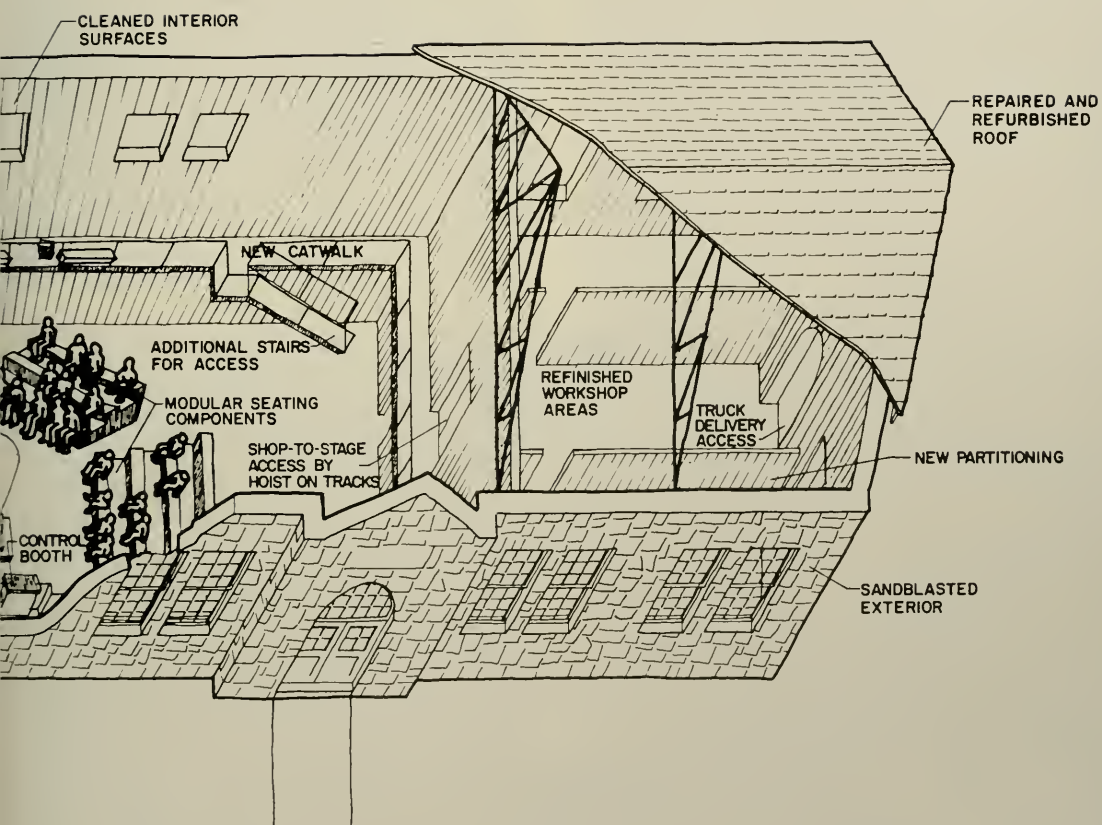 CLEANED INTERIOR
SURFACES
REPAIRED AND
REFURBISHED
ROOF
NEW CATWALK
ADDITIONAL STAIRS
FOR ACCESS
MODULAR SEATING
COMPONENTS
REFINISHED
WORKSHOP
AREAS
TRUCK
DELIVERY
ACCESS
SHOP-TO-STAGE
ACCESS BY
HOIST ON TRACKS
NEW PARTITIONING
CONTROL
BOOTH
SANDBLASTED
EXTERIOR